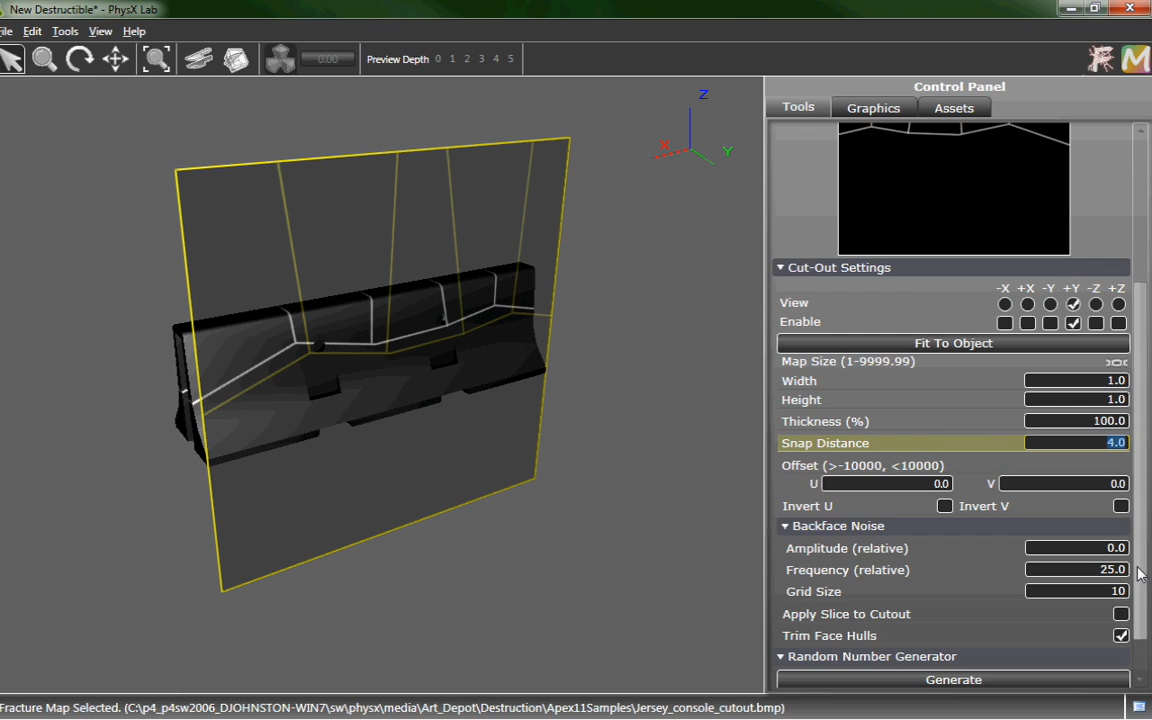 New Destructible* - PhysX Lab
File Edit Tools View Help
0.00 Preview Depth 0 1 2 3 4 5 M
Control Panel
Tools Graphics Assets
Z
X Y
Cut-Out Settings
-X +X -Y +Y -Z +Z
View
Enable
Fit To Object
Map Size (1-9999.99)
Width 1.0
Height 1.0
Thickness (%) 100.0
Snap Distance 4.0
Offset (>-10000, <10000)
U 0.0 V 0.0
Invert U Invert V
Backface Noise
Amplitude (relative) 0.0
Frequency (relative) 25.0
Grid Size 10
Apply Slice to Cutout
Trim Face Hulls
Random Number Generator
Generate
Fracture Map Selected. (C:\p4_p4sw2006_DJOHNSTON-WIN7\sw\physx\media\Art_Depot\Destruction\Apex11Samples\Jersey_console_cutout.bmp)